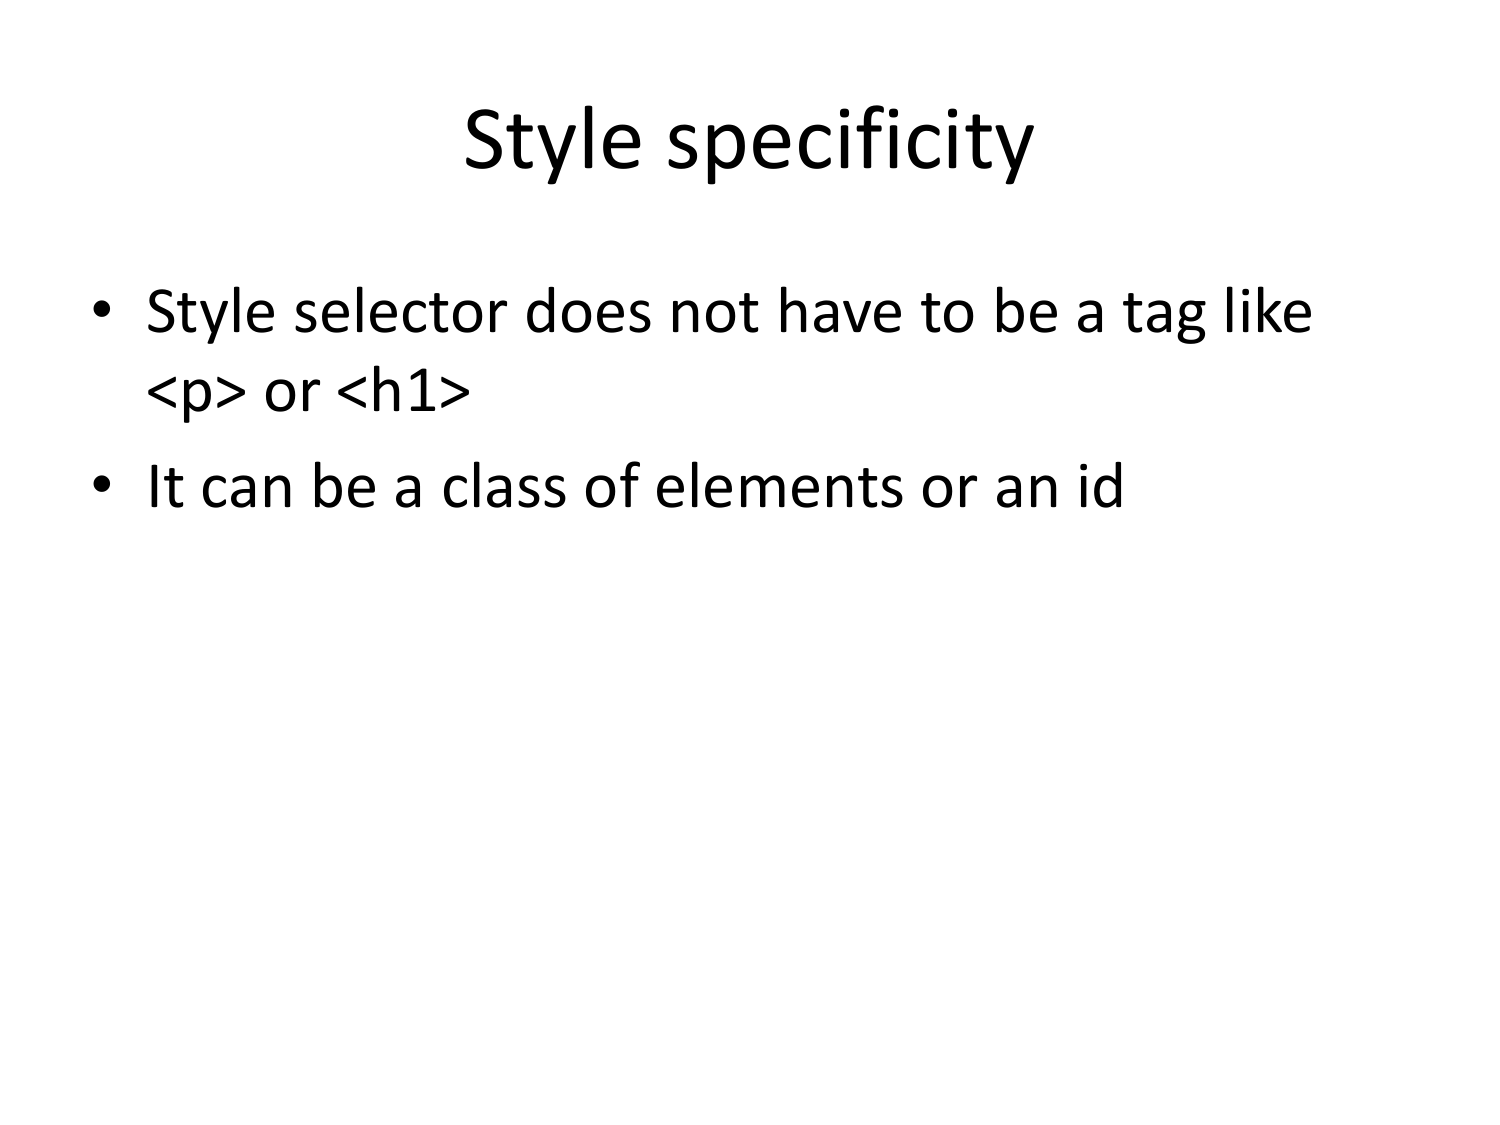 Style specificity
• Style selector does not have to be a tag like
<p> or <h1>
• It can be a class of elements or an id